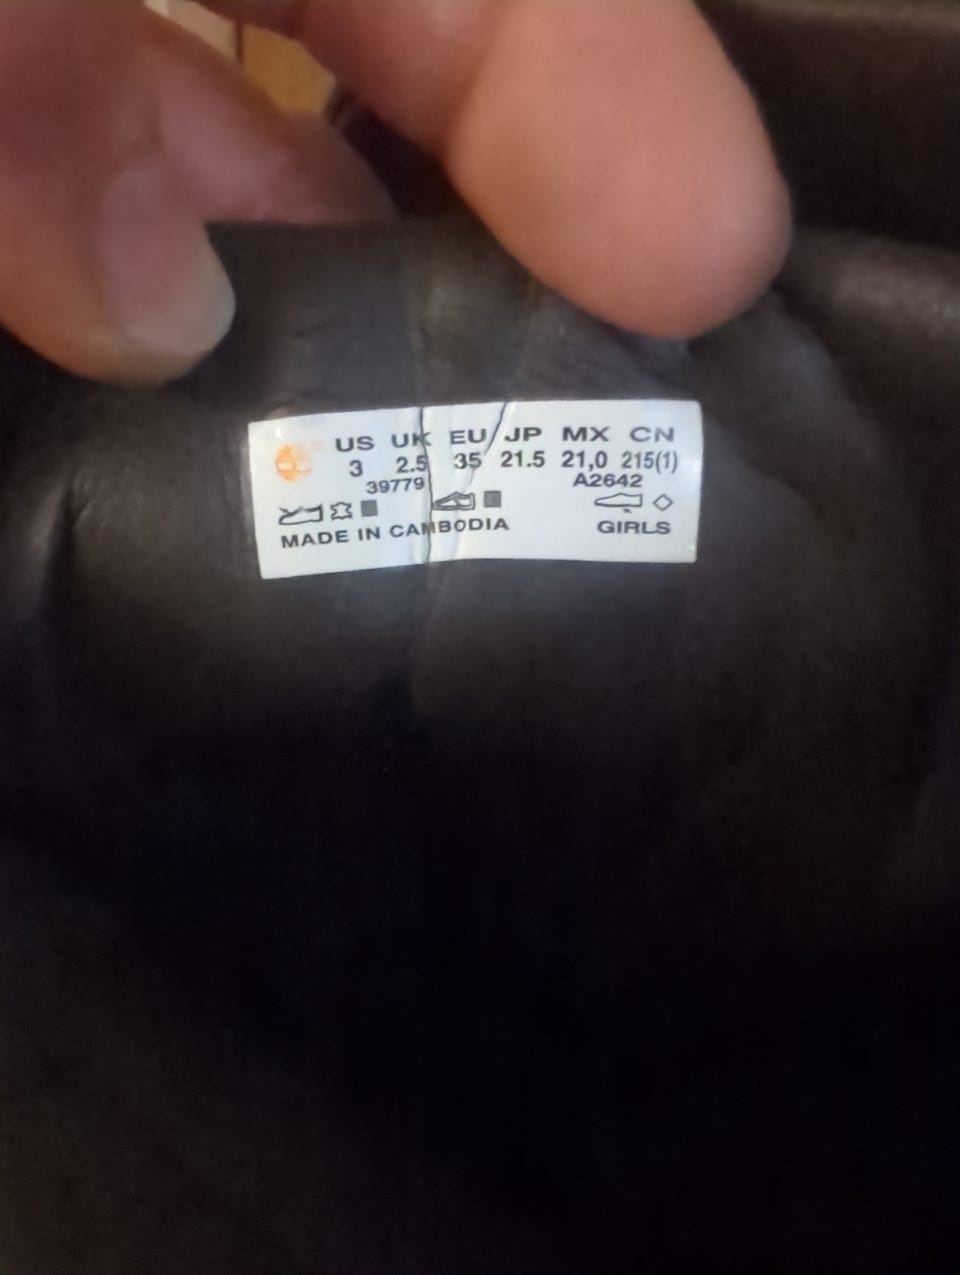 US UK EU JP MX CN
3 2.5 35 21.5 21,0 215(1)
39779 A2642
MADE IN CAMBODIA GIRLS